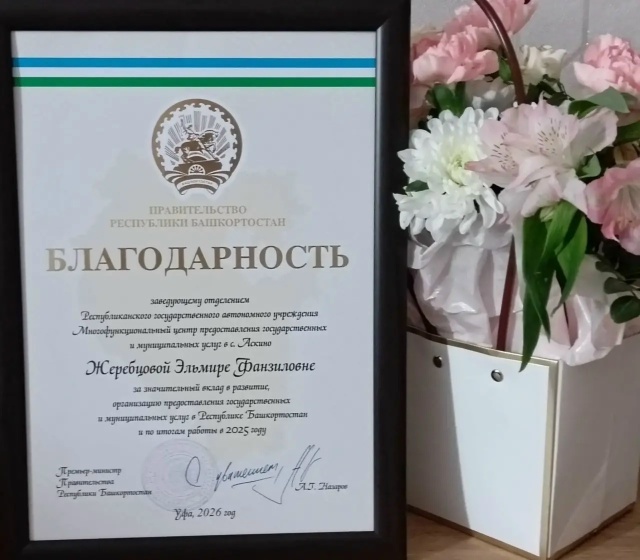 ПРАВИТЕЛЬСТВО
РЕСПУБЛИКИ БАШКОРТОСТАН
БЛАГОДАРНОСТЬ
заведующему отделением
Республиканского государственного автономного учреждения
Многофункциональный центр предоставления государственных
и муниципальных услуг в с. Аскино
Жеребцовой Эльмире Фанзиловне
за значительный вклад в развитие,
организацию предоставления государственных
и муниципальных услуг в Республике Башкортостан
и по итогам работы в 2025 году
Премьер-министр
Правительства
Республики Башкортостан
С уважением,
А.Г. Назаров
Уфа, 2026 год